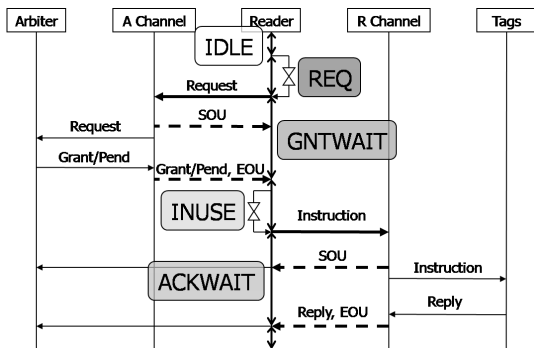 Arbiter
A Channel
Reader
R Channel
Tags
IDLE
REQ
Request
SOU
Request
GNTWAIT
Grant/Pend
Grant/Pend, EOU
INUSE
Instruction
SOU
ACKWAIT
Instruction
Reply
Reply, EOU